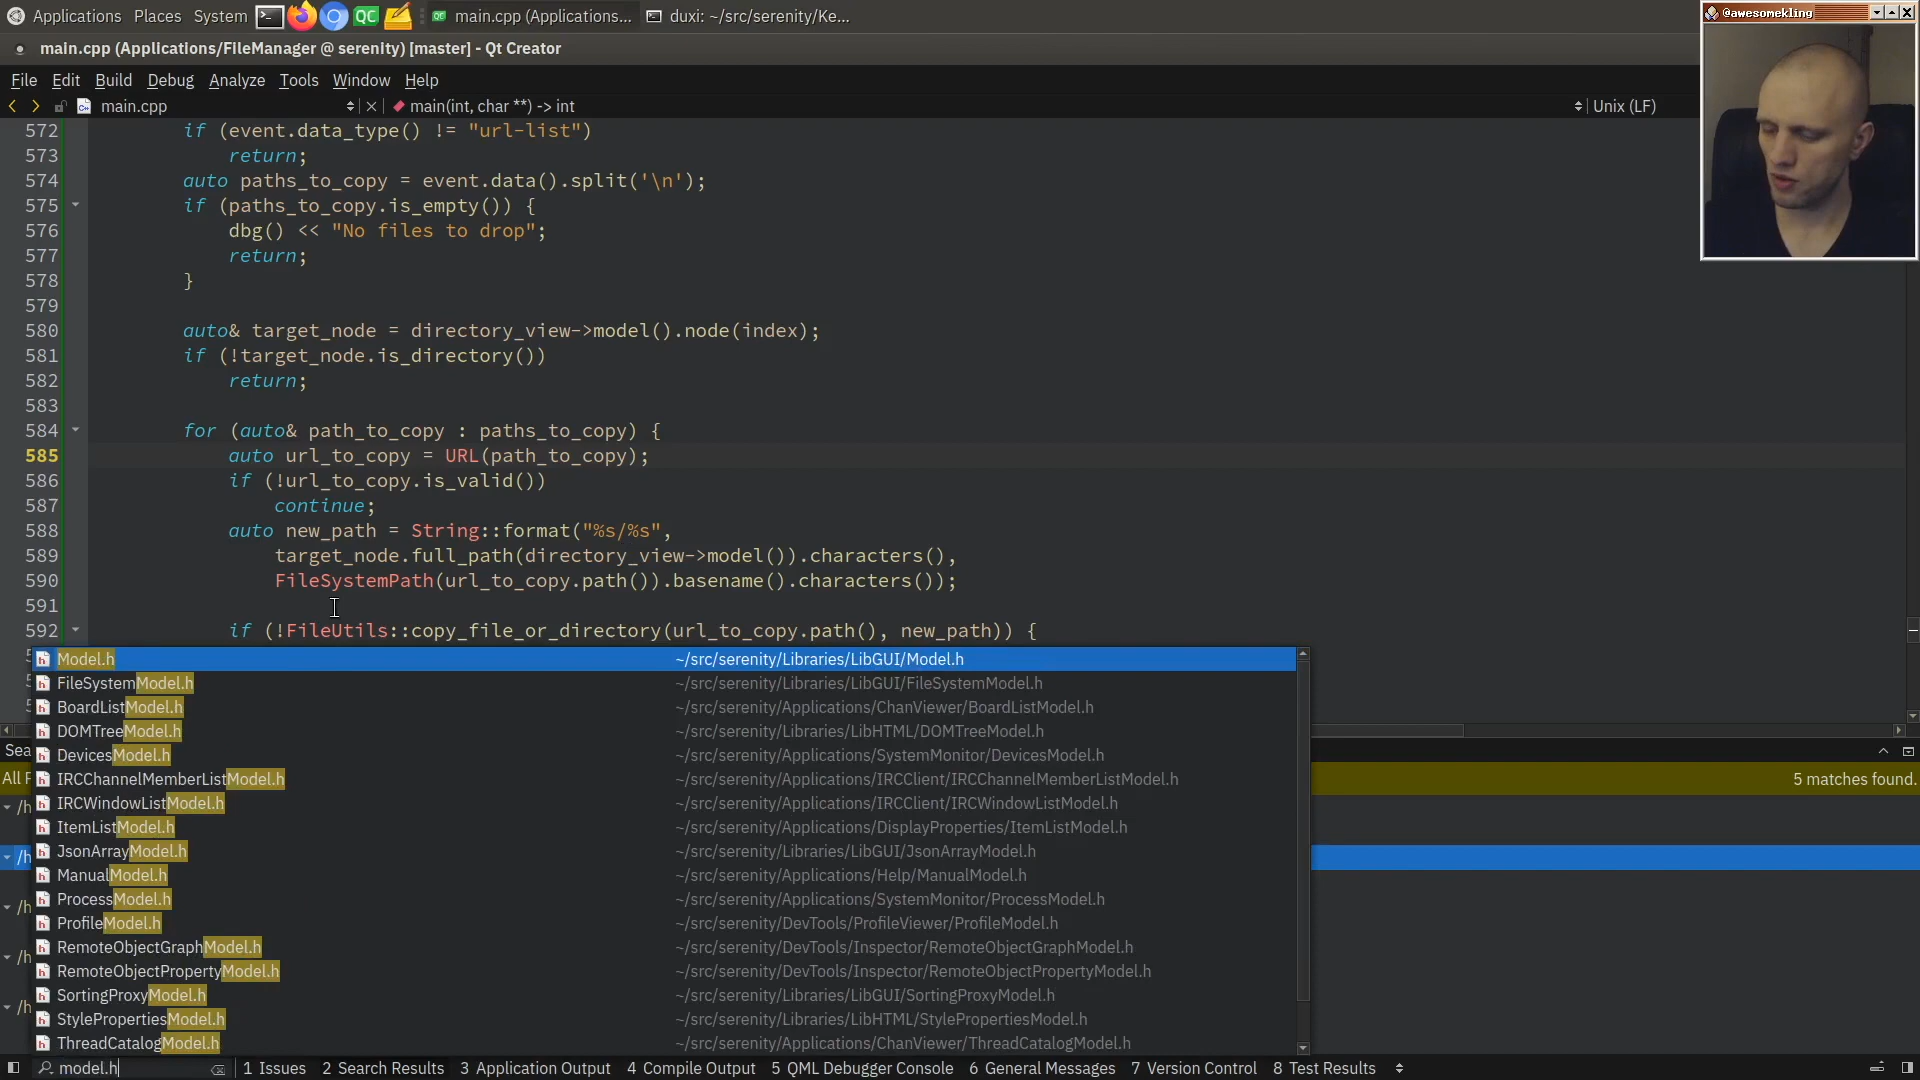 Applications Places System main.cpp (Applications... duxi: ~/src/serenity/Ke...
@awesomekling
main.cpp (Applications/FileManager @ serenity) [master] - Qt Creator
File Edit Build Debug Analyze Tools Window Help
main.cpp main(int, char **) -> int Unix (LF)
572 if (event.data_type() != "url-list")
573 return;
574 auto paths_to_copy = event.data().split('\n');
575 if (paths_to_copy.is_empty()) {
576 dbg() << "No files to drop";
577 return;
578 }
579
580 auto& target_node = directory_view->model().node(index);
581 if (!target_node.is_directory())
582 return;
583
584 for (auto& path_to_copy : paths_to_copy) {
585 auto url_to_copy = URL(path_to_copy);
586 if (!url_to_copy.is_valid())
587 continue;
588 auto new_path = String::format("%s/%s",
589 target_node.full_path(directory_view->model()).characters(),
590 FileSystemPath(url_to_copy.path()).basename().characters());
591
592 if (!FileUtils::copy_file_or_directory(url_to_copy.path(), new_path)) {
Model.h ~/src/serenity/Libraries/LibGUI/Model.h
FileSystemModel.h ~/src/serenity/Libraries/LibGUI/FileSystemModel.h
BoardListModel.h ~/src/serenity/Applications/ChanViewer/BoardListModel.h
DOMTreeModel.h ~/src/serenity/Libraries/LibHTML/DOMTreeModel.h
DevicesModel.h ~/src/serenity/Applications/SystemMonitor/DevicesModel.h
IRCChannelMemberListModel.h ~/src/serenity/Applications/IRCClient/IRCChannelMemberListModel.h
5 matches found.
IRCWindowListModel.h ~/src/serenity/Applications/IRCClient/IRCWindowListModel.h
ItemListModel.h ~/src/serenity/Applications/DisplayProperties/ItemListModel.h
JsonArrayModel.h ~/src/serenity/Libraries/LibGUI/JsonArrayModel.h
ManualModel.h ~/src/serenity/Applications/Help/ManualModel.h
ProcessModel.h ~/src/serenity/Applications/SystemMonitor/ProcessModel.h
ProfileModel.h ~/src/serenity/DevTools/ProfileViewer/ProfileModel.h
RemoteObjectGraphModel.h ~/src/serenity/DevTools/Inspector/RemoteObjectGraphModel.h
RemoteObjectPropertyModel.h ~/src/serenity/DevTools/Inspector/RemoteObjectPropertyModel.h
SortingProxyModel.h ~/src/serenity/Libraries/LibGUI/SortingProxyModel.h
StylePropertiesModel.h ~/src/serenity/Libraries/LibHTML/StylePropertiesModel.h
ThreadCatalogModel.h ~/src/serenity/Applications/ChanViewer/ThreadCatalogModel.h
model.h 1 Issues 2 Search Results 3 Application Output 4 Compile Output 5 QML Debugger Console 6 General Messages 7 Version Control 8 Test Results